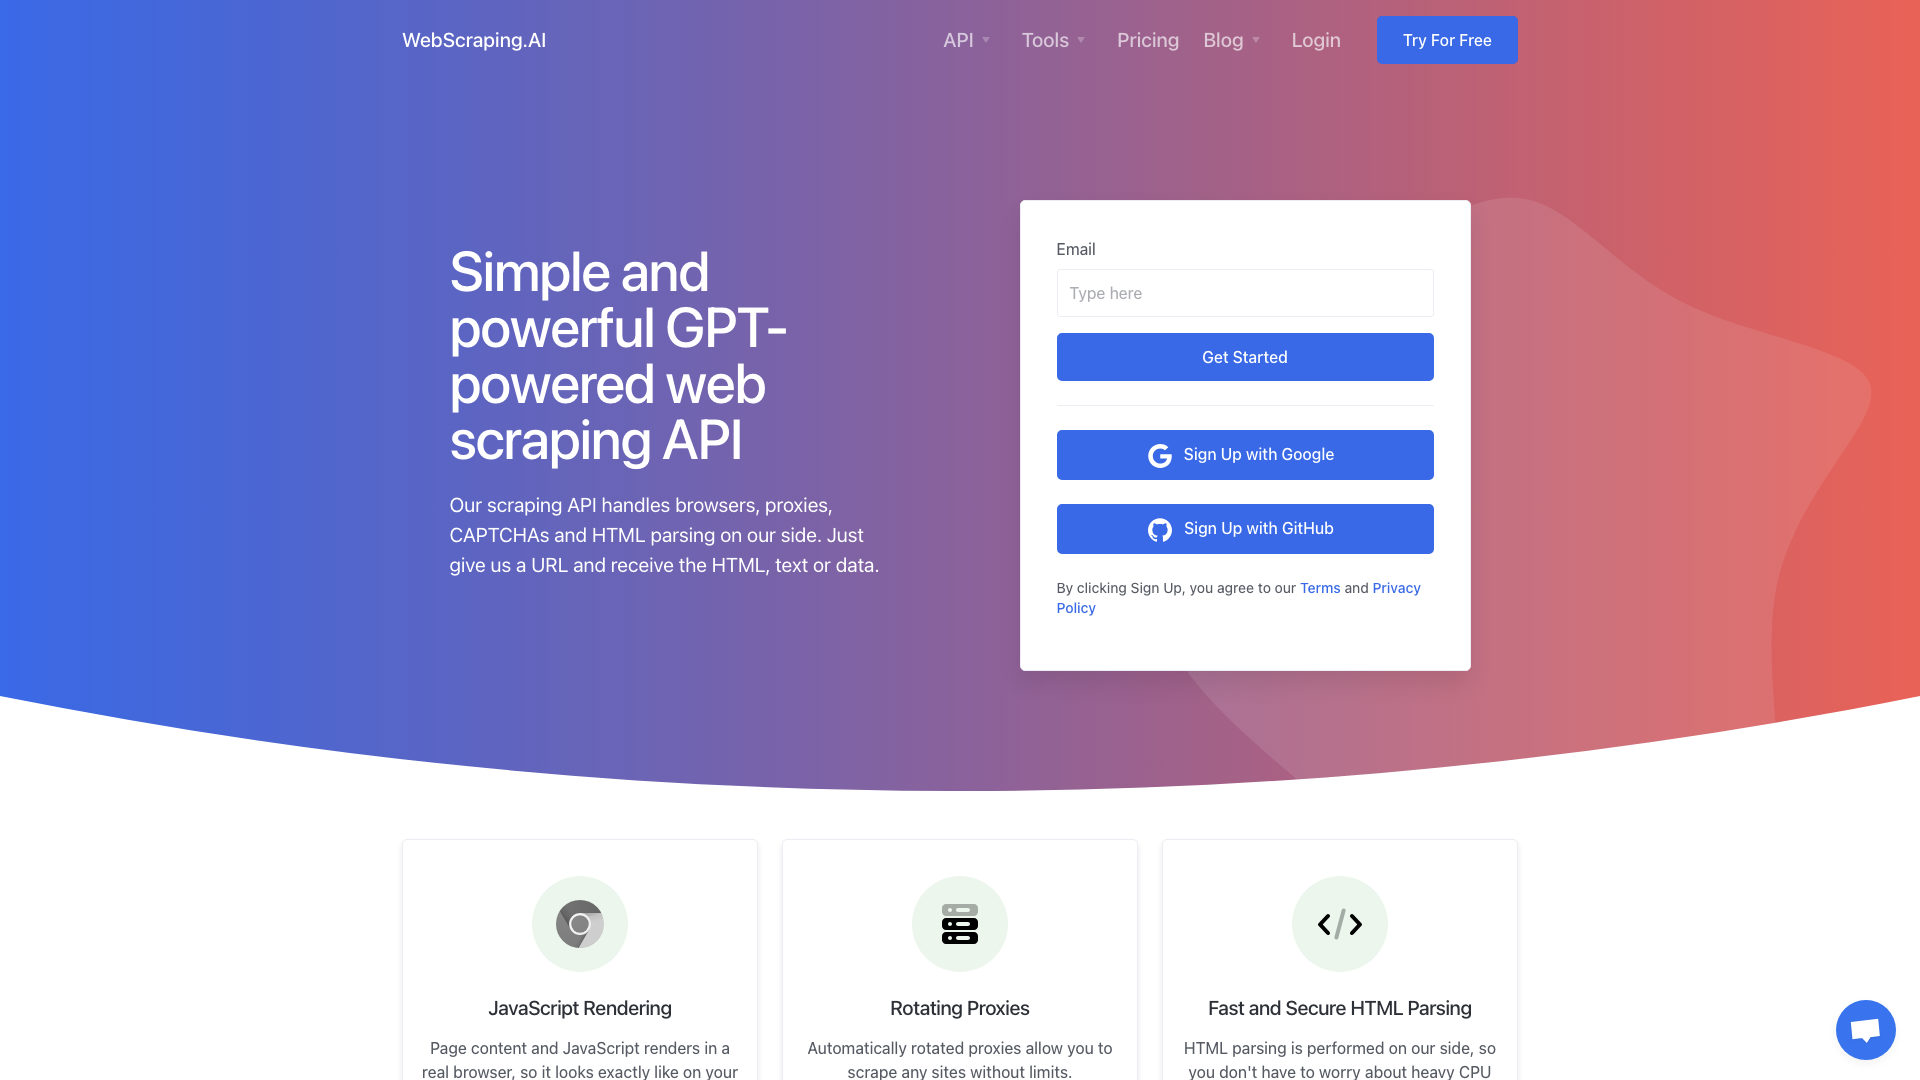 WebScraping.AI
API
Tools
Pricing
Blog
Login
Try For Free
Simple and
powerful GPT-
powered web
scraping API
Our scraping API handles browsers, proxies,
CAPTCHAs and HTML parsing on our side. Just
give us a URL and receive the HTML, text or data.
Email
Type here
Get Started
Sign Up with Google
Sign Up with GitHub
By clicking Sign Up, you agree to our Terms and Privacy
Policy
JavaScript Rendering
Page content and JavaScript renders in a
real browser, so it looks exactly like on your
Rotating Proxies
Automatically rotated proxies allow you to
scrape any sites without limits.
Fast and Secure HTML Parsing
HTML parsing is performed on our side, so
you don't have to worry about heavy CPU